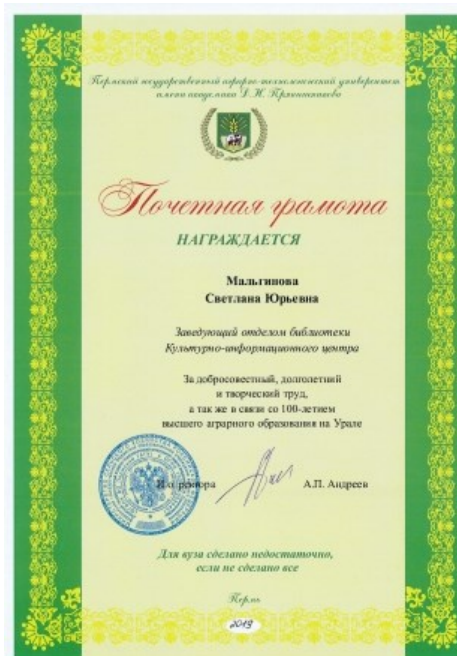 Пермский государственный аграрно-технологический университет
имени академика Д.Н. Прянишникова
Почетная грамота
НАГРАЖДАЕТСЯ
Мальгинова
Светлана Юрьевна
Заведующий отделом библиотеки
Культурно-информационного центра
За добросовестный, долголетний
и творческий труд,
а так же в связи со 100-летием
высшего аграрного образования на Урале
И.о. ректора
А.П. Андреев
Для вуза сделано недостаточно,
если не сделано все
Пермь
2019